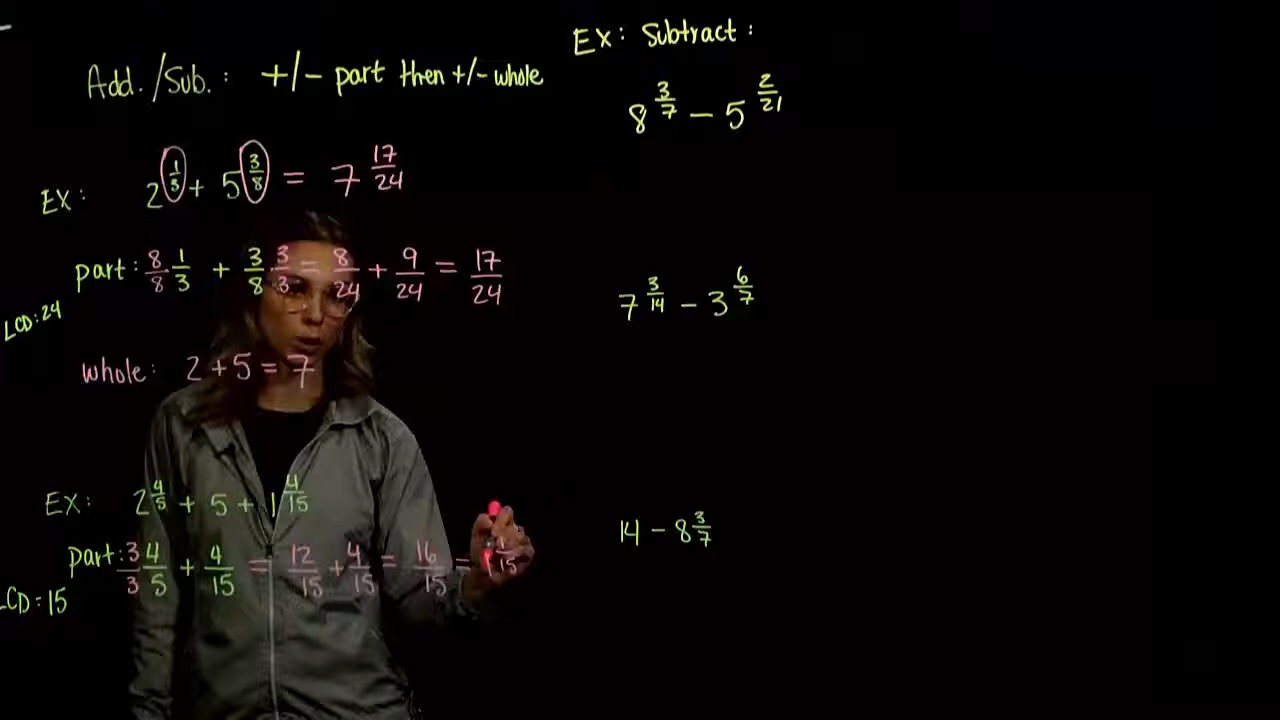 Add./Sub. : +/- part then +/- whole
EX: 2 1/3 + 5 3/8 = 7 17/24
part: 8/8 1/3 + 3/8 3/3 = 8/24 + 9/24 = 17/24
LCD:24
whole: 2 + 5 = 7
EX: 2 4/5 + 5 + 1 4/15
part: 3/3 4/5 + 4/15 = 12/15 + 4/15 = 16/15 = 1 1/15
LCD = 15
EX: Subtract:
8 3/7 - 5 2/21
7 3/14 - 3 6/7
14 - 8 3/7